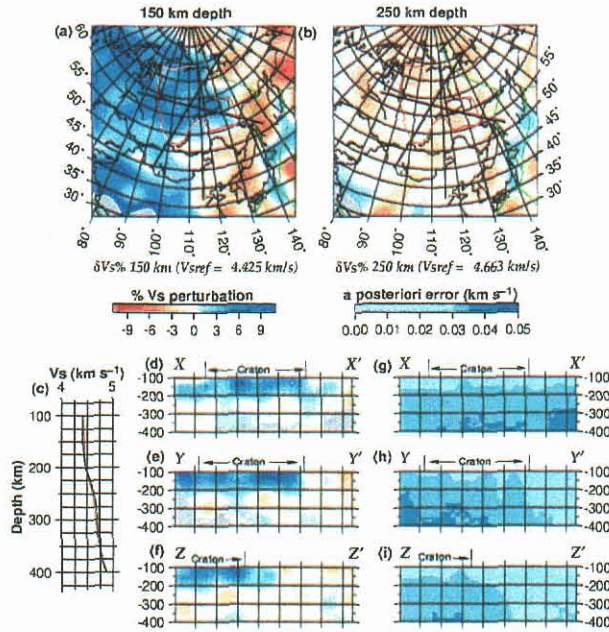 150 km depth
250 km depth
(a)
(b)
60
55°
50°
45°
40°
35°
30°
55°
50°
45°
40°
35°
30°
80° 90° 100° 110° 120° 130° 140°
80° 90° 100° 110° 120° 130° 140°
δVs% 150 km (Vsref = 4.425 km/s)
δVs% 250 km (Vsref = 4.663 km/s)
% Vs perturbation
-9 -6 -3 0 3 6 9
a posteriori error (km s⁻¹)
0.00 0.01 0.02 0.03 0.04 0.05
Vs (km s⁻¹)
(c) 4 5
Depth (km)
100
200
300
400
(d) X X'
Craton
-100
-200
-300
-400
(e) Y Y'
Craton
-100
-200
-300
-400
(f) Z Z'
Craton
-100
-200
-300
-400
(g) X X'
Craton
-100
-200
-300
-400
(h) Y Y'
Craton
-100
-200
-300
-400
(i) Z Z'
Craton
-100
-200
-300
-400